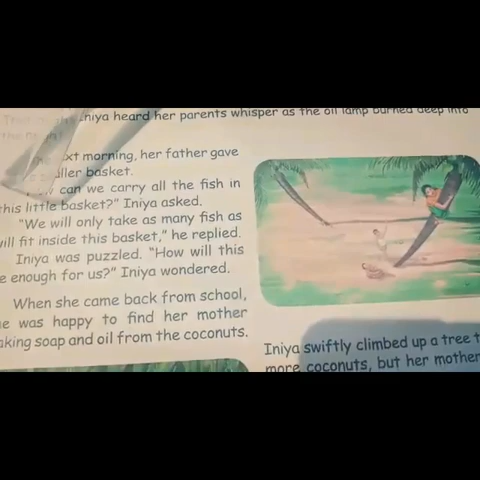 heard her parents whisper as the oil lamp burned deep into
morning, her father gave
basket.
can we carry all the fish in
this little basket?" Iniya asked.
"We will only take as many fish as
will fit inside this basket," he replied.
Iniya was puzzled. "How will this
enough for us?" Iniya wondered.
When she came back from school,
was happy to find her mother
soap and oil from the coconuts.
Iniya swiftly climbed up a tree
more coconuts, but her mother